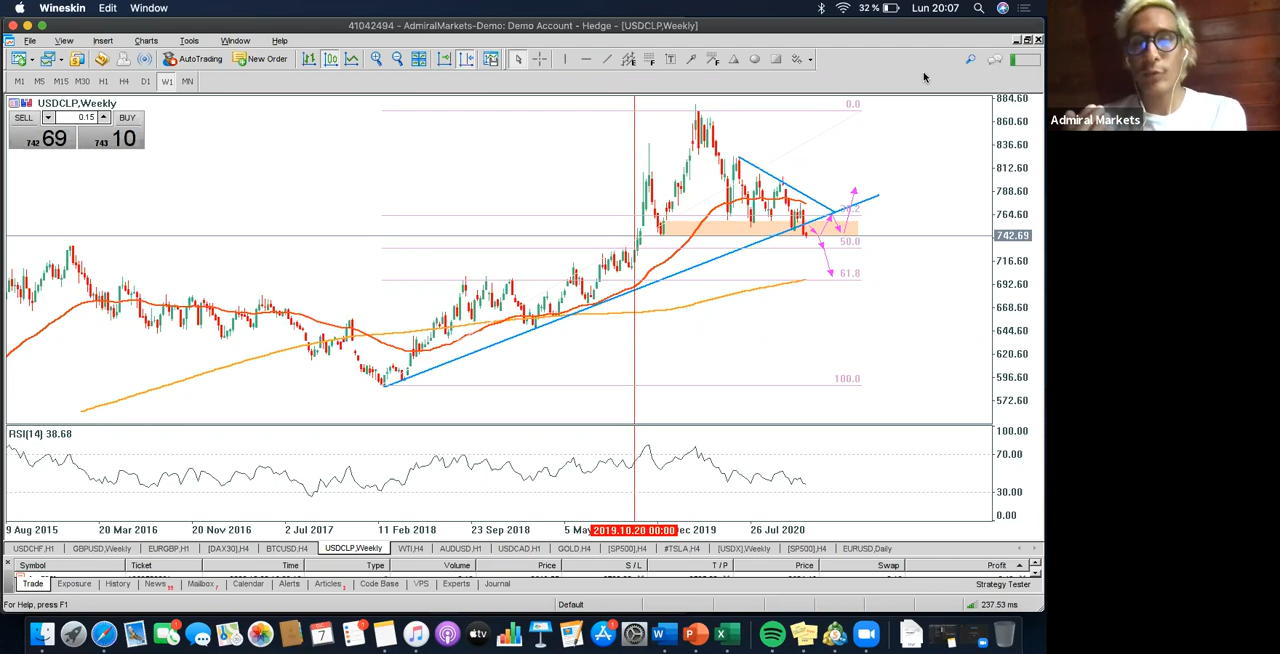 Wineskin Edit Window 32 % Lun 20:07
41042494 - AdmiralMarkets-Demo: Demo Account - Hedge - [USDCLP,Weekly]
File View Insert Charts Tools Window Help
AutoTrading New Order
M1 M5 M15 M30 H1 H4 D1 W1 MN
USDCLP,Weekly
SELL 0.15 BUY
742 69 743 10
Admiral Markets
0.0
50.0
61.8
100.0
884.60
860.60
836.60
812.60
788.60
764.60
742.69
716.60
692.60
668.60
644.60
620.60
596.60
572.60
RSI(14) 38.68
100.00
70.00
30.00
0.00
9 Aug 2015 20 Mar 2016 20 Nov 2016 2 Jul 2017 11 Feb 2018 23 Sep 2018 5 May 2019.10.20 00:00 Dec 2019 26 Jul 2020
USDCHF,H1 GBPUSD,Weekly EURGBP,H1 [DAX30],H4 BTCUSD,H4 USDCLP,Weekly WTI,H4 AUDUSD,H1 USDCAD,H1 GOLD,H4 [SP500],H4 #TSLA,H4 [USDX],Weekly [SP500],H4 EURUSD,Daily
Symbol Ticket Time Type Volume Price S / L T / P Price Swap Profit
Trade Exposure History News Mailbox Calendar Alerts Articles Code Base VPS Experts Journal Strategy Tester
For Help, press F1 Default 237.53 ms